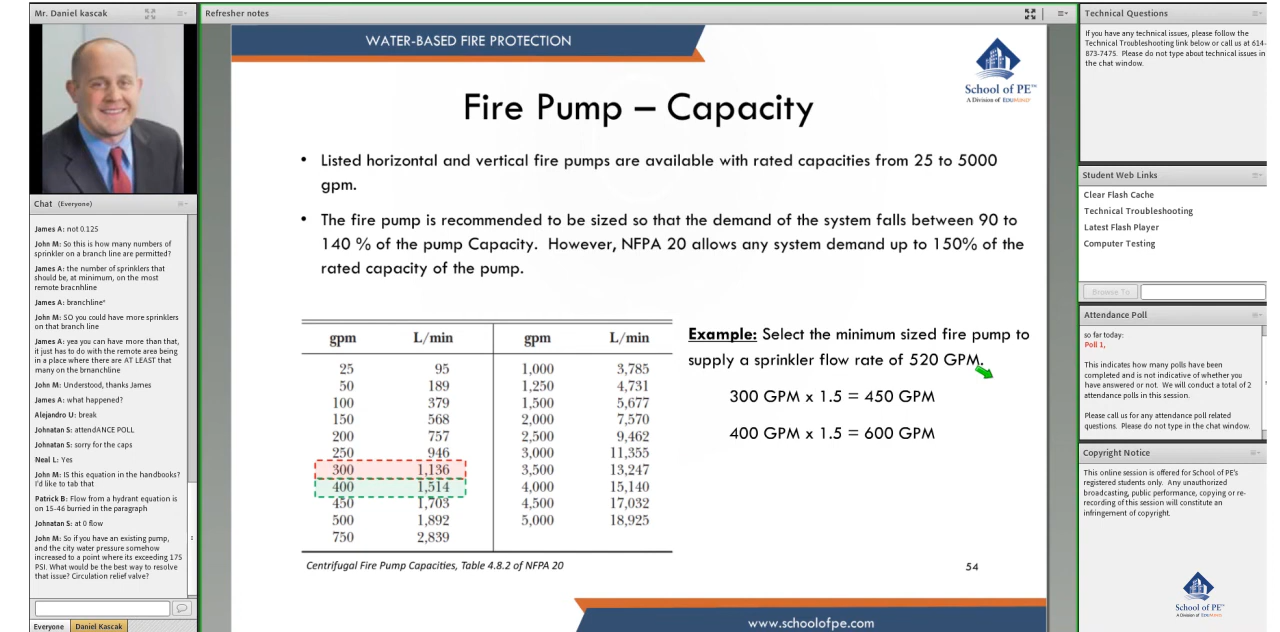 Mr. Daniel kascak
Chat (Everyone)
James A: not 0.125
John M: So this is how many numbers of
sprinkler on a branch line are permitted?
James A: the number of sprinklers that
should be, at minimum, on the most
remote bracnhline
James A: branchline*
John M: SO you could have more sprinklers
on that branch line
James A: yea you can have more than that,
it just has to do with the remote area being
in a place where there are AT LEAST that
many on the brnanchline
John M: Understood, thanks James
James A: what happened?
Alejandro U: break
Johnatan S: attendANCE POLL
Johnatan S: sorry for the caps
Neal L: Yes
John M: IS this equation in the handbooks?
I'd like to tab that
Patrick B: Flow from a hydrant equation is
on 15-46 burried in the paragraph
Johnatan S: at 0 flow
John M: So if you have an existing pump,
and the city water pressure somehow
increased to a point where its exceeding 175
PSI. What would be the best way to resolve
that issue? Circulation relief valve?
Everyone Daniel Kascak
Refresher notes
WATER-BASED FIRE PROTECTION
School of PE™
A Division of EDUMIND®
Fire Pump – Capacity
• Listed horizontal and vertical fire pumps are available with rated capacities from 25 to 5000
gpm.
• The fire pump is recommended to be sized so that the demand of the system falls between 90 to
140 % of the pump Capacity. However, NFPA 20 allows any system demand up to 150% of the
rated capacity of the pump.
gpm L/min gpm L/min
25 95 1,000 3,785
50 189 1,250 4,731
100 379 1,500 5,677
150 568 2,000 7,570
200 757 2,500 9,462
250 946 3,000 11,355
300 1,136 3,500 13,247
400 1,514 4,000 15,140
450 1,703 4,500 17,032
500 1,892 5,000 18,925
750 2,839
Centrifugal Fire Pump Capacities, Table 4.8.2 of NFPA 20
Example: Select the minimum sized fire pump to
supply a sprinkler flow rate of 520 GPM.
300 GPM x 1.5 = 450 GPM
400 GPM x 1.5 = 600 GPM
54
www.schoolofpe.com
Technical Questions
If you have any technical issues, please follow the
Technical Troubleshooting link below or call us at 614-
873-7475. Please do not type about technical issues in
the chat window.
Student Web Links
Clear Flash Cache
Technical Troubleshooting
Latest Flash Player
Computer Testing
Browse To
Attendance Poll
so far today:
Poll 1,
This indicates how many polls have been
completed and is not indicative of whether you
have answered or not. We will conduct a total of 2
attendance polls in this session.
Please call us for any attendance poll related
questions. Please do not type in the chat window.
Copyright Notice
This online session is offered for School of PE's
registered students only. Any unauthorized
broadcasting, public performance, copying or re-
recording of this session will constitute an
infringement of copyright.
School of PE™
A Division of EDUMIND®